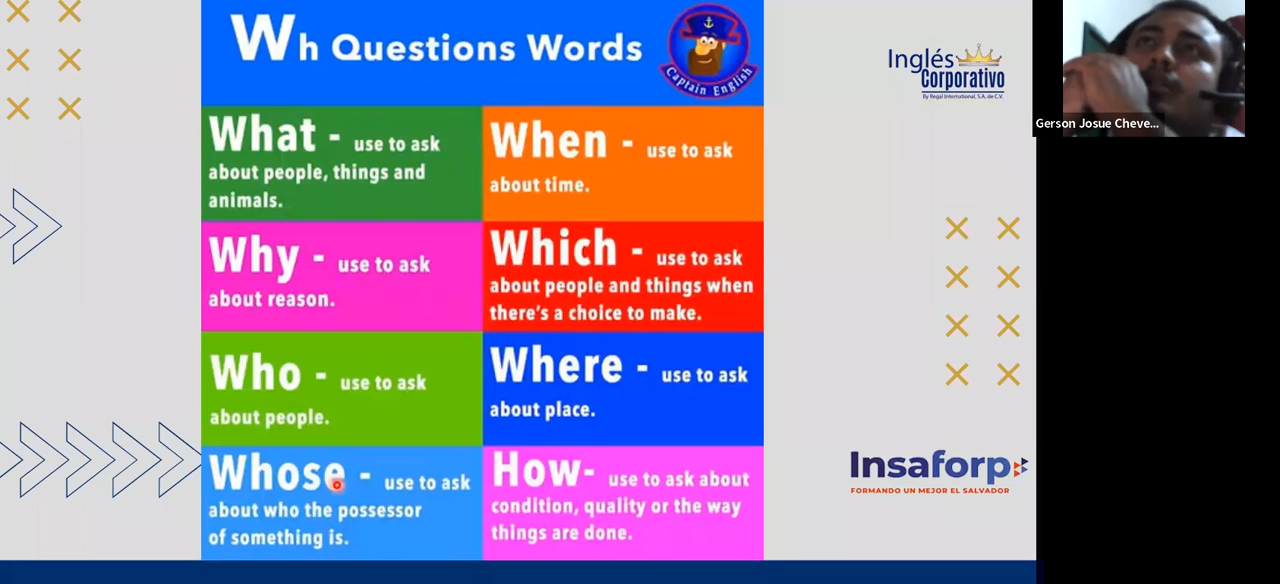 Wh Questions Words
Captain English
What - use to ask
about people, things and
animals.
When - use to ask
about time.
Why - use to ask
about reason.
Which - use to ask
about people and things when
there's a choice to make.
Who - use to ask
about people.
Where - use to ask
about place.
Whose - use to ask
about who the possessor
of something is.
How- use to ask about
condition, quality or the way
things are done.
Inglés
Corporativo
By Regal International, S.A. de C.V.
Insaforp
FORMANDO UN MEJOR EL SALVADOR
Gerson Josue Cheve...